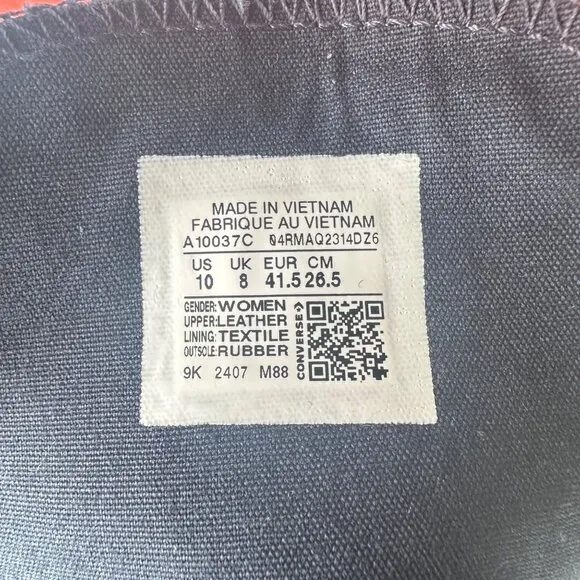 MADE IN VIETNAM
FABRIQUE AU VIETNAM
A10037C 04RMAQ2314DZ6
US UK EUR CM
10 8 41.5 26.5
GENDER: WOMEN
UPPER: LEATHER
LINING: TEXTILE
OUTSOLE: RUBBER
CONVERSE
9K 2407 M88